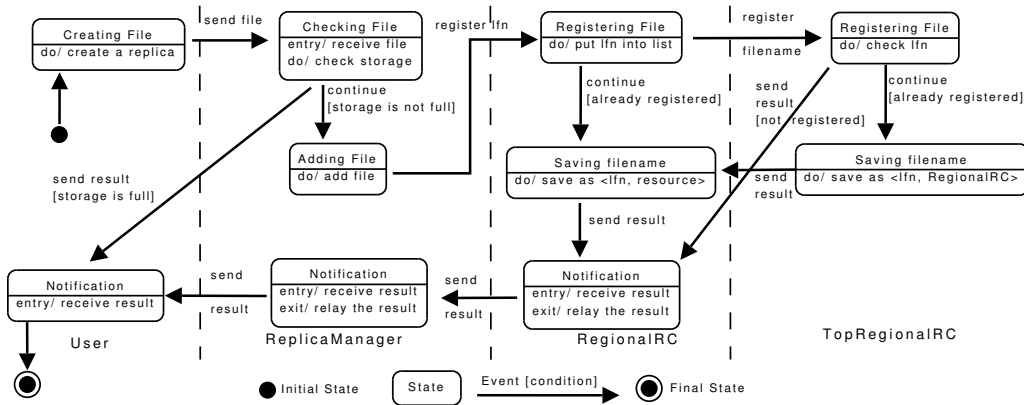 Creating File
do/ create a replica
send file
Checking File
entry/ receive file
do/ check storage
register lfn
Registering File
do/ put lfn into list
register
filename
Registering File
do/ check lfn
continue
[storage is not full]
continue
[already registered]
send
result
[not registered]
continue
[already registered]
Adding File
do/ add file
Saving filename
do/ save as <lfn, resource>
send
result
Saving filename
do/ save as <lfn, RegionalRC>
send result
[storage is full]
send result
Notification
entry/ receive result
send
result
Notification
entry/ receive result
exit/ relay the result
send
result
Notification
entry/ receive result
exit/ relay the result
User
ReplicaManager
RegionalRC
TopRegionalRC
Initial State
State
Event [condition]
Final State